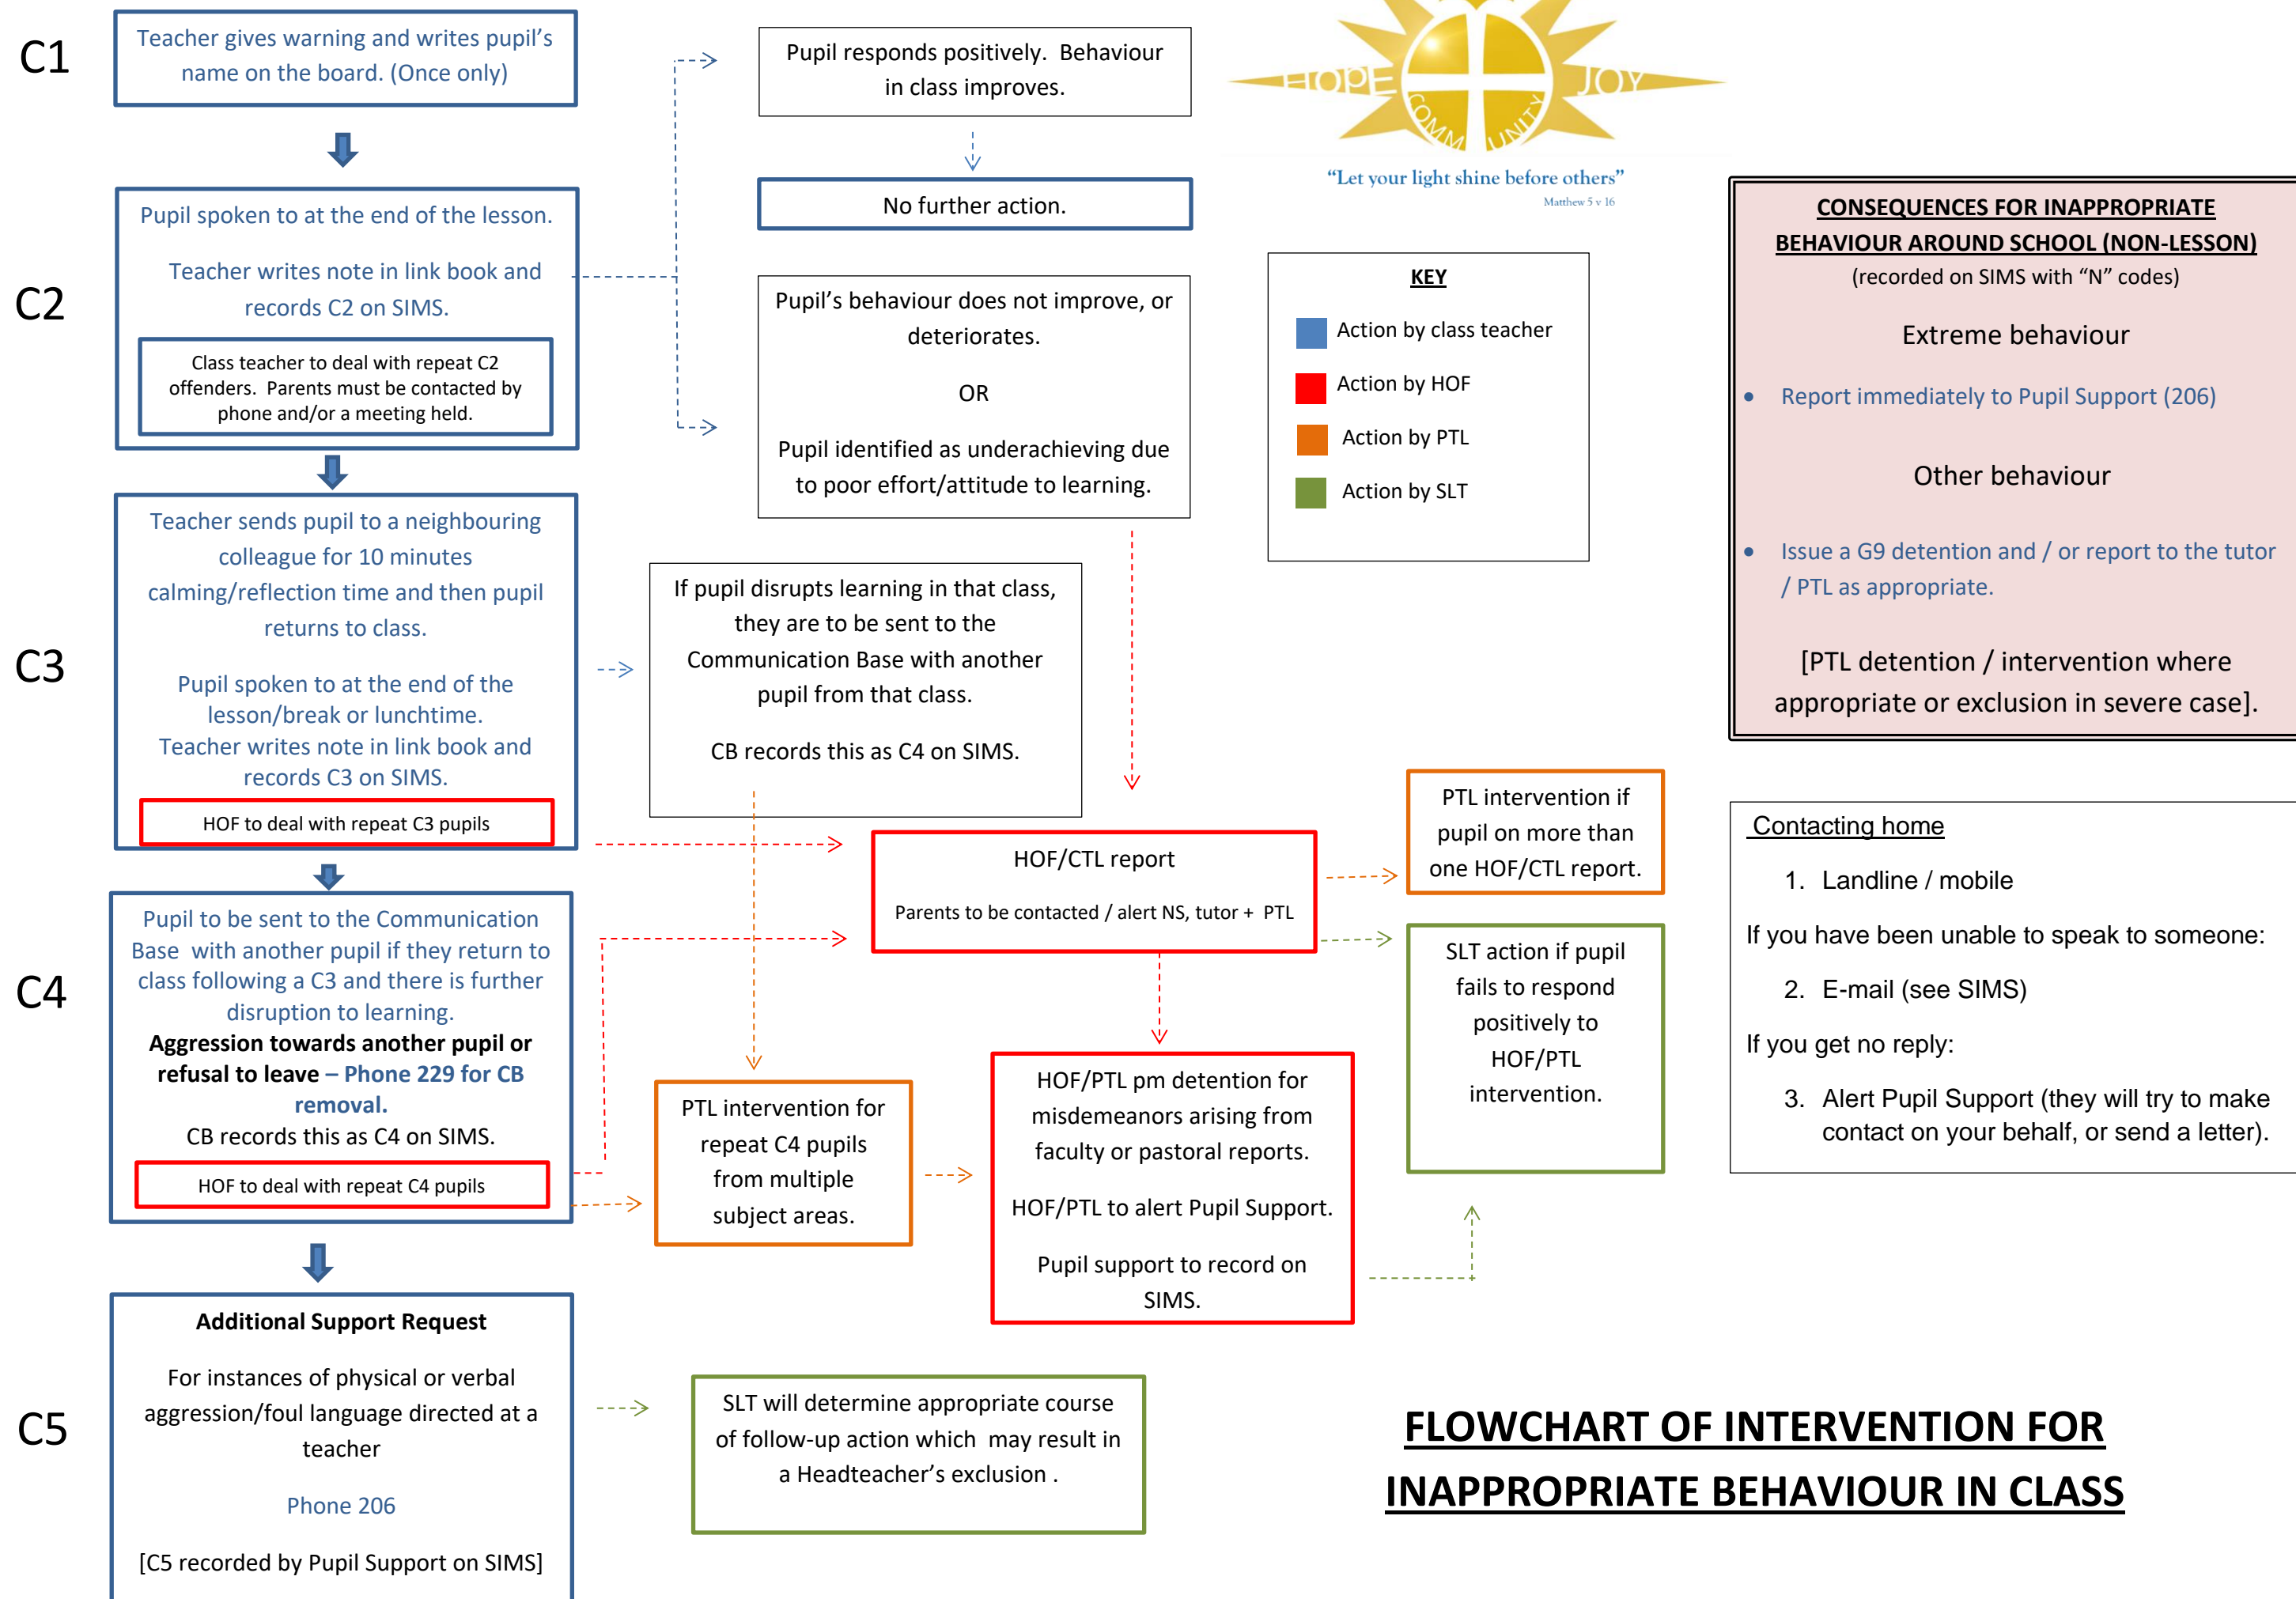 C1
Teacher gives warning and writes pupil’s
name on the board. (Once only)
Pupil responds positively.  Behaviour
in class improves.
No further action.
HOPE
JOY
COMMUNITY
“Let your light shine before others”
Matthew 5 v 16
C2
Pupil spoken to at the end of the lesson.
Teacher writes note in link book and
records C2 on SIMS.
Class teacher to deal with repeat C2
offenders.  Parents must be contacted by
phone and/or a meeting held.
Pupil’s behaviour does not improve, or
deteriorates.
OR
Pupil identified as underachieving due
to poor effort/attitude to learning.
KEY
Action by class teacher
Action by HOF
Action by PTL
Action by SLT
CONSEQUENCES FOR INAPPROPRIATE
BEHAVIOUR AROUND SCHOOL (NON-LESSON)
(recorded on SIMS with “N” codes)
Extreme behaviour
• Report immediately to Pupil Support (206)
Other behaviour
• Issue a G9 detention and / or report to the tutor
/ PTL as appropriate.
[PTL detention / intervention where
appropriate or exclusion in severe case].
C3
Teacher sends pupil to a neighbouring
colleague for 10 minutes
calming/reflection time and then pupil
returns to class.
Pupil spoken to at the end of the
lesson/break or lunchtime.
Teacher writes note in link book and
records C3 on SIMS.
HOF to deal with repeat C3 pupils
If pupil disrupts learning in that class,
they are to be sent to the
Communication Base with another
pupil from that class.
CB records this as C4 on SIMS.
HOF/CTL report
Parents to be contacted / alert NS, tutor +  PTL
PTL intervention if
pupil on more than
one HOF/CTL report.
SLT action if pupil
fails to respond
positively to
HOF/PTL
intervention.
Contacting home
1. Landline / mobile
If you have been unable to speak to someone:
2. E-mail (see SIMS)
If you get no reply:
3. Alert Pupil Support (they will try to make
contact on your behalf, or send a letter).
C4
Pupil to be sent to the Communication
Base  with another pupil if they return to
class following a C3 and there is further
disruption to learning.
Aggression towards another pupil or
refusal to leave – Phone 229 for CB
removal.
CB records this as C4 on SIMS.
HOF to deal with repeat C4 pupils
PTL intervention for
repeat C4 pupils
from multiple
subject areas.
HOF/PTL pm detention for
misdemeanors arising from
faculty or pastoral reports.
HOF/PTL to alert Pupil Support.
Pupil support to record on
SIMS.
C5
Additional Support Request
For instances of physical or verbal
aggression/foul language directed at a
teacher
Phone 206
[C5 recorded by Pupil Support on SIMS]
SLT will determine appropriate course
of follow-up action which  may result in
a Headteacher’s exclusion .
FLOWCHART OF INTERVENTION FOR
INAPPROPRIATE BEHAVIOUR IN CLASS